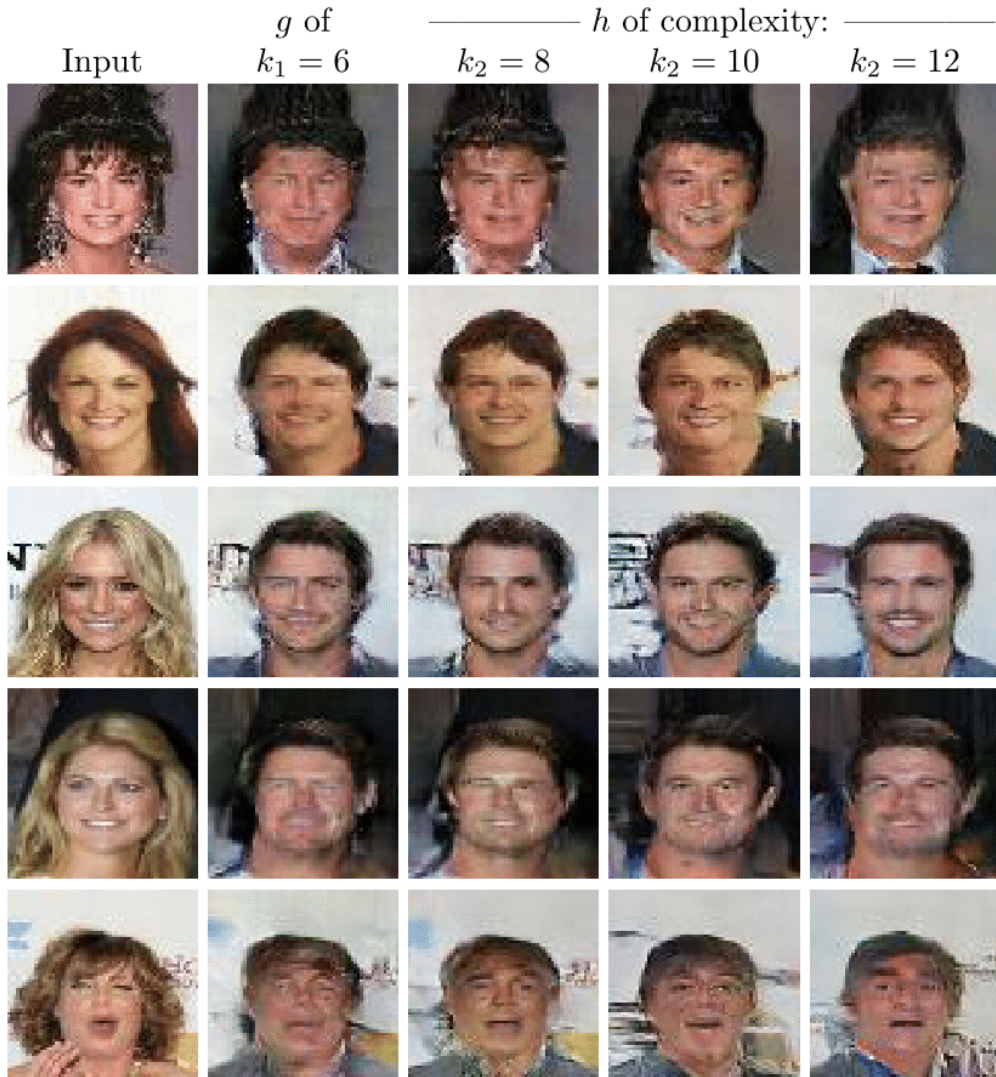 g of ——— h of complexity: ———
Input k₁ = 6 k₂ = 8 k₂ = 10 k₂ = 12